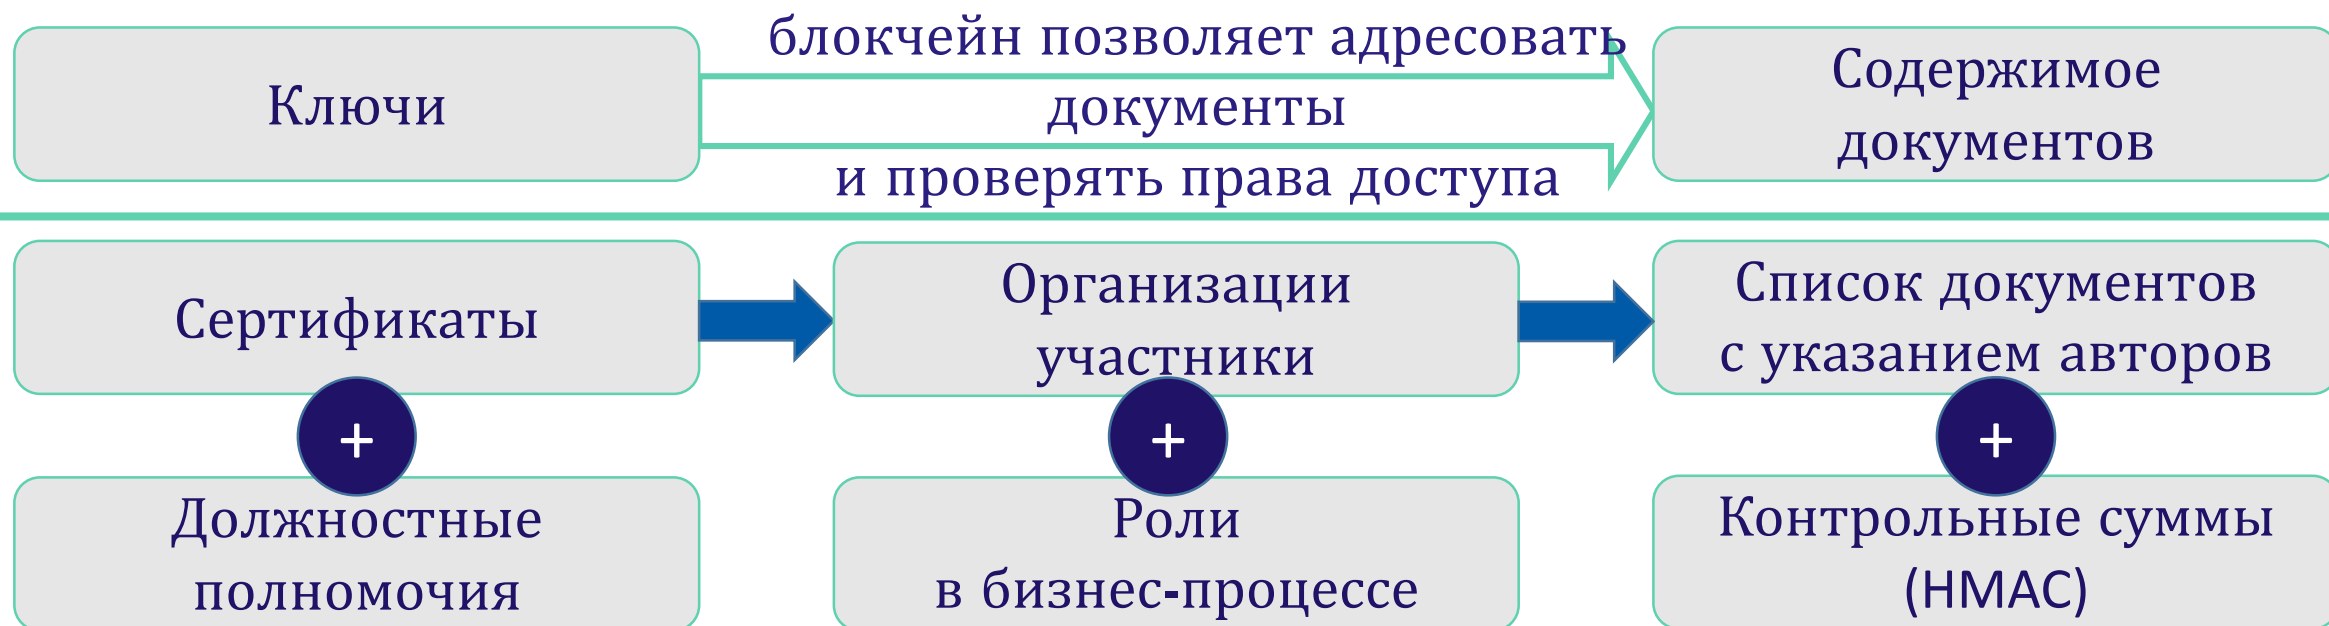 Ключи
блокчейн позволяет адресовать
документы
и проверять права доступа
Содержимое
документов
Сертификаты
Организации
участники
Список документов
с указанием авторов
+
+
+
Должностные
полномочия
Роли
в бизнес-процессе
Контрольные суммы
(HMAC)